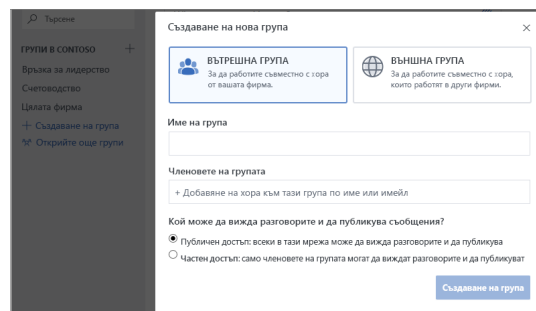 Търсене
ГРУПИ В CONTOSO +
Връзка за лидерство
Счетоводство
Цялата фирма
+ Създаване на група
Открийте още групи
Създаване на нова група ×
ВЪТРЕШНА ГРУПА
За да работите съвместно с хора
от вашата фирма.
ВЪНШНА ГРУПА
За да работите съвместно с хора,
които работят в други фирми.
Име на група
Членовете на групата
+ Добавяне на хора към тази група по име или имейл
Кой може да вижда разговорите и да публикува съобщения?
Публичен достъп: всеки в тази мрежа може да вижда разговорите и да публикува
Частен достъп: само членовете на групата могат да виждат разговорите и да публикуват
Създаване на група